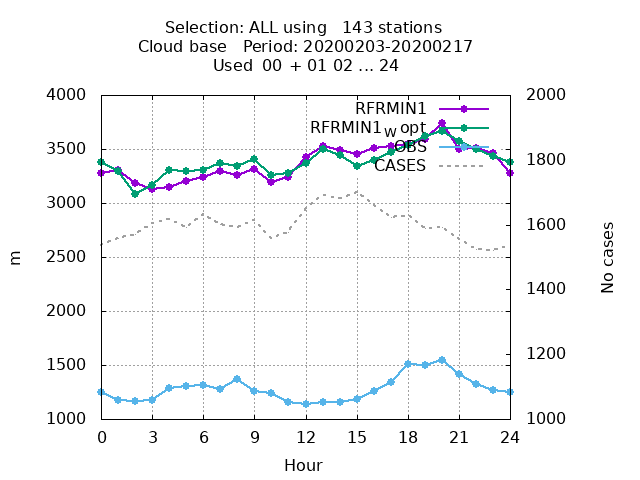 Selection: ALL using   143 stations
Cloud base   Period: 20200203-20200217
Used  00 + 01 02 ... 24
4000
3500
3000
2500
2000
1500
1000
m
RFRMIN1
RFRMIN1w opt
OBS
CASES
2000
1800
1600
1400
1200
1000
No cases
0 3 6 9 12 15 18 21 24
Hour